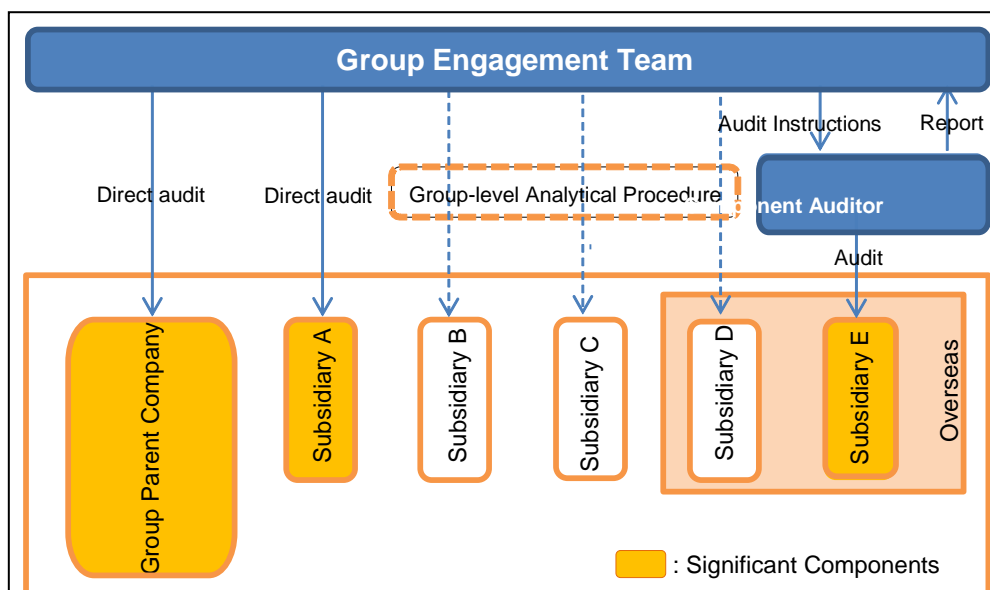 Group Engagement Team
Audit Instructions
Report
Direct audit
Direct audit
Group-level Analytical Procedure
nent Auditor
Audit
Group Parent Company
Subsidiary A
Subsidiary B
Subsidiary C
Subsidiary D
Subsidiary E
Overseas
: Significant Components